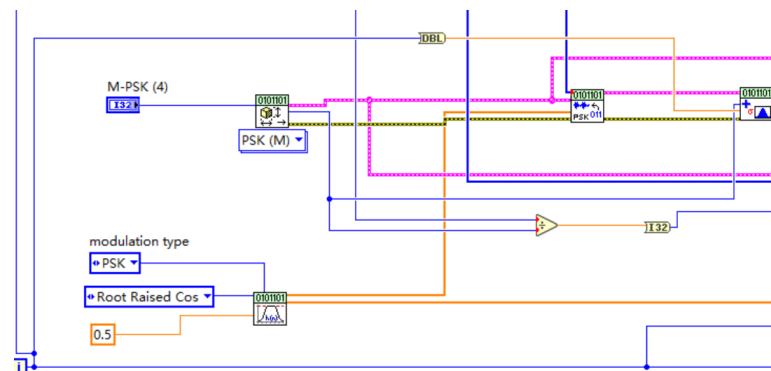 DBL
M-PSK (4)
I32
0101101
0101101
0101101
PSK 011
σ
PSK (M)
I32
modulation type
PSK
Root Raised Cos
0101101
h(n)
0.5
i